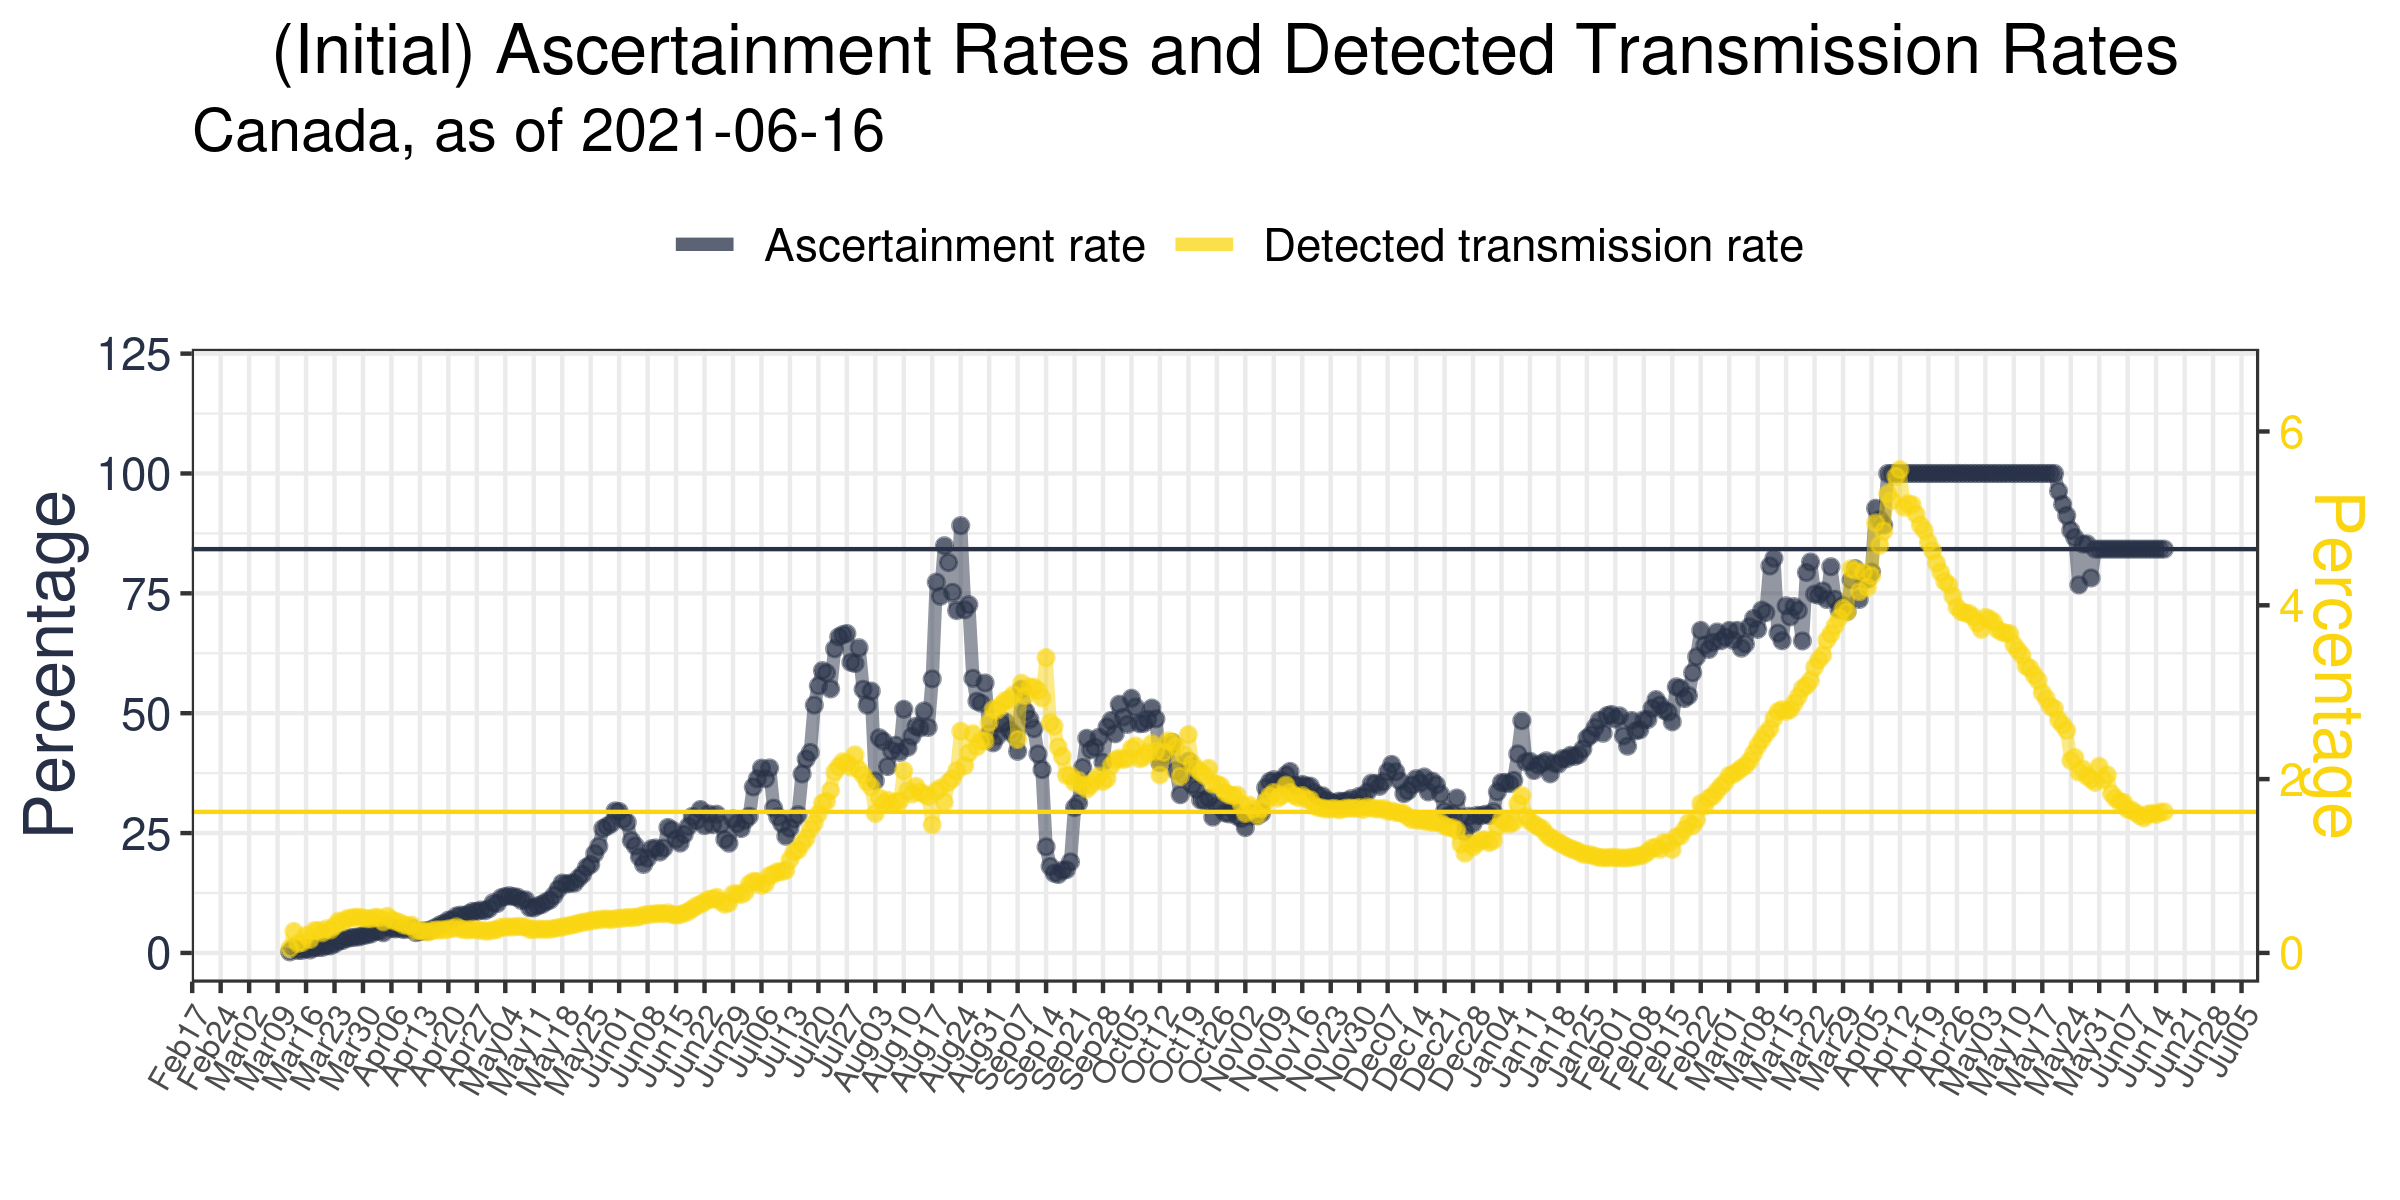 (Initial) Ascertainment Rates and Detected Transmission Rates
Canada, as of 2021-06-16
Ascertainment rate
Detected transmission rate
125
100
75
50
25
0
Percentage
6
4
2
0
Percentage
Feb17
Feb24
Mar02
Mar09
Mar16
Mar23
Mar30
Apr06
Apr13
Apr20
Apr27
May04
May11
May18
May25
Jun01
Jun08
Jun15
Jun22
Jun29
Jul06
Jul13
Jul20
Jul27
Aug03
Aug10
Aug17
Aug24
Aug31
Sep07
Sep14
Sep21
Sep28
Oct05
Oct12
Oct19
Oct26
Nov02
Nov09
Nov16
Nov23
Nov30
Dec07
Dec14
Dec21
Dec28
Jan04
Jan11
Jan18
Jan25
Feb01
Feb08
Feb15
Feb22
Mar01
Mar08
Mar15
Mar22
Mar29
Apr05
Apr12
Apr19
Apr26
May03
May10
May17
May24
May31
Jun07
Jun14
Jun21
Jun28
Jul05